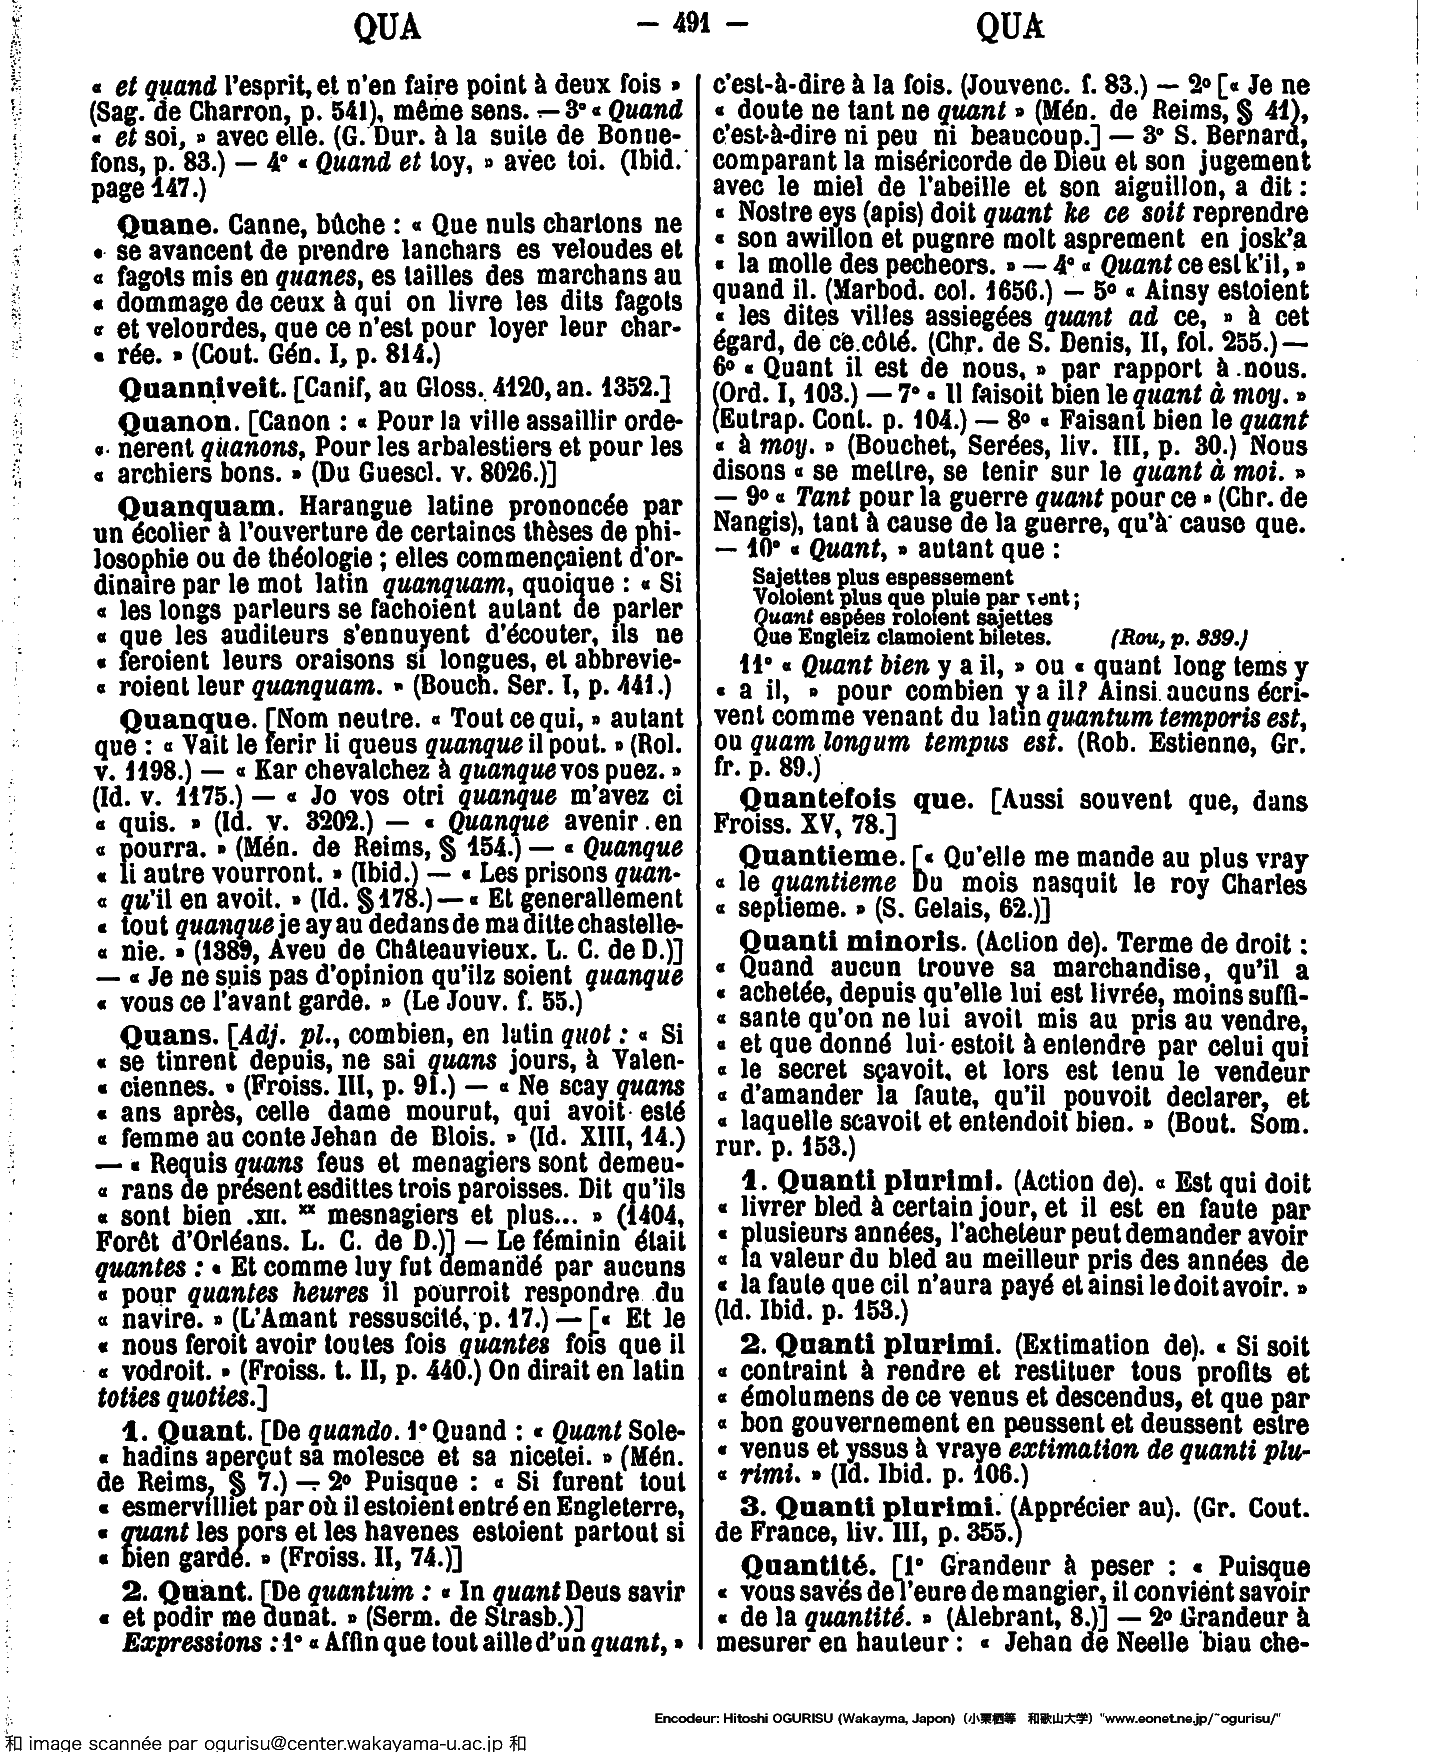 QUA — 491 — QUA
« et quand l'esprit, et n'en faire point à deux fois »
(Sag. de Charron, p. 541), même sens. — 3° « Quand
« et soi, » avec elle. (G. Dur. à la suite de Bonne-
fons, p. 83.) — 4° « Quand et toy, » avec toi. (Ibid.
page 147.)
Quane. Canne, bûche : « Que nuls chartons ne
« se avancent de prendre lanchars es veloudes et
« fagots mis en quanes, es tailles des marchans au
« dommage de ceux à qui on livre les dits fagots
« et velourdes, que ce n'est pour loyer leur char-
« rée. » (Cout. Gén. I, p. 814.)
Quanniveit. [Canif, au Gloss. 4120, an. 1352.]
Quanon. [Canon : « Pour la ville assaillir orde-
« nerent quanons, Pour les arbalestiers et pour les
« archiers bons. » (Du Guescl. v. 8026.)]
Quanquam. Harangue latine prononcée par
un écolier à l'ouverture de certaines thèses de phi-
losophie ou de théologie ; elles commençaient d'or-
dinaire par le mot latin quanquam, quoique : « Si
« les longs parleurs se fachoient autant de parler
« que les auditeurs s'ennuyent d'écouter, ils ne
« feroient leurs oraisons si longues, et abbrevie-
« roient leur quanquam. » (Bouch. Ser. I, p. 441.)
Quanque. [Nom neutre. « Tout ce qui, » autant
que : « Vait le ferir li queus quanque il pout. » (Rol.
v. 1198.) — « Kar chevalchez à quanque vos puez. »
(Id. v. 1175.) — « Jo vos otri quanque m'avez ci
« quis. » (Id. v. 3202.) — « Quanque avenir en
« pourra. » (Mén. de Reims, § 154.) — « Quanque
« li autre vourront. » (Ibid.) — « Les prisons quan-
« qu'il en avoit. » (Id. § 178.) — « Et generallement
« tout quanque je ay au dedans de ma ditte chastelle-
« nie. » (1389, Aveu de Châteauvieux. L. C. de D.)]
— « Je ne suis pas d'opinion qu'ilz soient quanque
« vous ce l'avant garde. » (Le Jouv. f. 55.)
Quans. [Adj. pl., combien, en latin quot : « Si
« se tinrent depuis, ne sai quans jours, à Valen-
« ciennes. » (Froiss. III, p. 91.) — « Ne scay quans
« ans après, celle dame mourut, qui avoit esté
« femme au conte Jehan de Blois. » (Id. XIII, 14.)
— « Requis quans feus et menagiers sont demeu-
« rans de présent esdittes trois paroisses. Dit qu'ils
« sont bien .XII. XX mesnagiers et plus... » (1404,
Forêt d'Orléans. L. C. de D.)] — Le féminin était
quantes : « Et comme luy fut demandé par aucuns
« pour quantes heures il pourroit respondre du
« navire. » (L'Amant ressuscité, p. 17.) — [« Et le
« nous feroit avoir toutes fois quantes fois que il
« vodroit. » (Froiss. t. II, p. 440.) On dirait en latin
toties quoties.]
1. Quant. [De quando. 1° Quand : « Quant Sole-
« hadins aperçut sa molesce et sa nicetei. » (Mén.
de Reims, § 7.) — 2° Puisque : « Si furent tout
« esmervilliet par où il estoient entré en Engleterre,
« quant les pors et les havenes estoient partout si
« bien gardé. » (Froiss. II, 74.)]
2. Quant. [De quantum : « In quant Deus savir
« et podir me dunat. » (Serm. de Strasb.)]
Expressions : 1° « Affin que tout aille d'un quant, »
c'est-à-dire à la fois. (Jouvenc. f. 83.) — 2° [« Je ne
« doute ne tant ne quant » (Mén. de Reims, § 41),
c'est-à-dire ni peu ni beaucoup.] — 3° S. Bernard,
comparant la miséricorde de Dieu et son jugement
avec le miel de l'abeille et son aiguillon, a dit :
« Nostre eys (apis) doit quant ke ce soit reprendre
« son awillon et pugnre molt asprement en josk'a
« la molle des pecheors. » — 4° « Quant ce est k'il, »
quand il. (Marbod. col. 1656.) — 5° « Ainsy estoient
« les dites villes assiegées quant ad ce, » à cet
égard, de ce côté. (Chr. de S. Denis, II, fol. 255.) —
6° « Quant il est de nous, » par rapport à nous.
(Ord. I, 103.) — 7° « Il faisoit bien le quant à moy. »
(Eutrap. Cont. p. 104.) — 8° « Faisant bien le quant
« à moy. » (Bouchet, Serées, liv. III, p. 30.) Nous
disons « se mettre, se tenir sur le quant à moi. »
— 9° « Tant pour la guerre quant pour ce » (Chr. de
Nangis), tant à cause de la guerre, qu'à cause que.
— 10° « Quant, » autant que :
Sajettes plus espessement
Voloient plus que pluie par vent ;
Quant espées roloient sajettes
Que Engleiz clamoient biletes. (Rou, p. 339.)
11° « Quant bien y a il, » ou « quant long tems y
« a il, » pour combien y a il? Ainsi aucuns écri-
vent comme venant du latin quantum temporis est,
ou quam longum tempus est. (Rob. Estienne, Gr.
fr. p. 89.)
Quantefois que. [Aussi souvent que, dans
Froiss. XV, 78.]
Quantieme. [« Qu'elle me mande au plus vray
« le quantieme Du mois nasquit le roy Charles
« septieme. » (S. Gelais, 62.)]
Quanti minoris. (Action de). Terme de droit :
« Quand aucun trouve sa marchandise, qu'il a
« achetée, depuis qu'elle lui est livrée, moins suffi-
« sante qu'on ne lui avoit mis au pris au vendre,
« et que donné lui estoit à entendre par celui qui
« le secret sçavoit, et lors est tenu le vendeur
« d'amander la faute, qu'il pouvoit declarer, et
« laquelle scavoit et entendoit bien. » (Bout. Som.
rur. p. 153.)
1. Quanti plurimi. (Action de). « Est qui doit
« livrer bled à certain jour, et il est en faute par
« plusieurs années, l'acheteur peut demander avoir
« la valeur du bled au meilleur pris des années de
« la faute que cil n'aura payé et ainsi le doit avoir. »
(Id. Ibid. p. 153.)
2. Quanti plurimi. (Extimation de). « Si soit
« contraint à rendre et restituer tous profits et
« émolumens de ce venus et descendus, et que par
« bon gouvernement en peussent et deussent estre
« venus et yssus à vraye extimation de quanti plu-
« rimi. » (Id. Ibid. p. 106.)
3. Quanti plurimi. (Apprécier au). (Gr. Cout.
de France, liv. III, p. 355.)
Quantité. [1° Grandeur à peser : « Puisque
« vous savés de l'eure de mangier, il convient savoir
« de la quantité. » (Alebrant, 8.)] — 2° Grandeur à
mesurer en hauteur : « Jehan de Neelle biau che-
Encodeur: Hitoshi OGURISU (Wakayma, Japon) (小栗栖等 和歌山大学) "www.eonet.ne.jp/~ogurisu/"
和 image scannée par ogurisu@center.wakayama-u.ac.jp 和